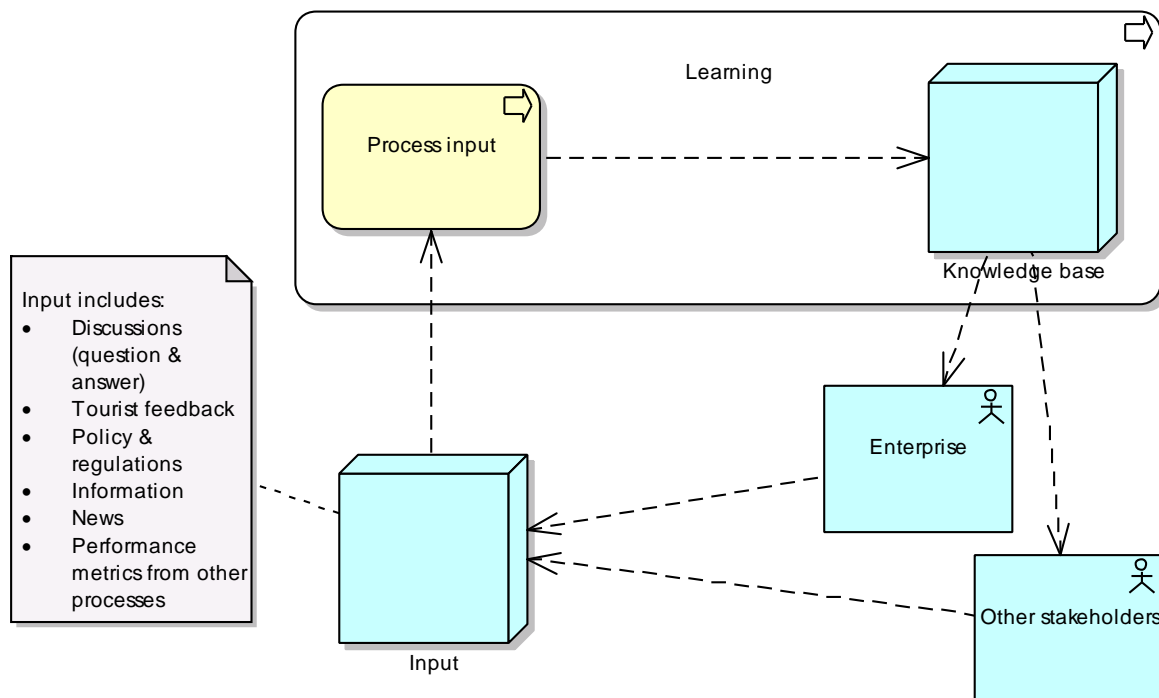 Learning
Process input
Knowledge base
Input includes:
• Discussions
(question &
answer)
• Tourist feedback
• Policy &
regulations
• Information
• News
• Performance
metrics from other
processes
Enterprise
Other stakeholders
Input